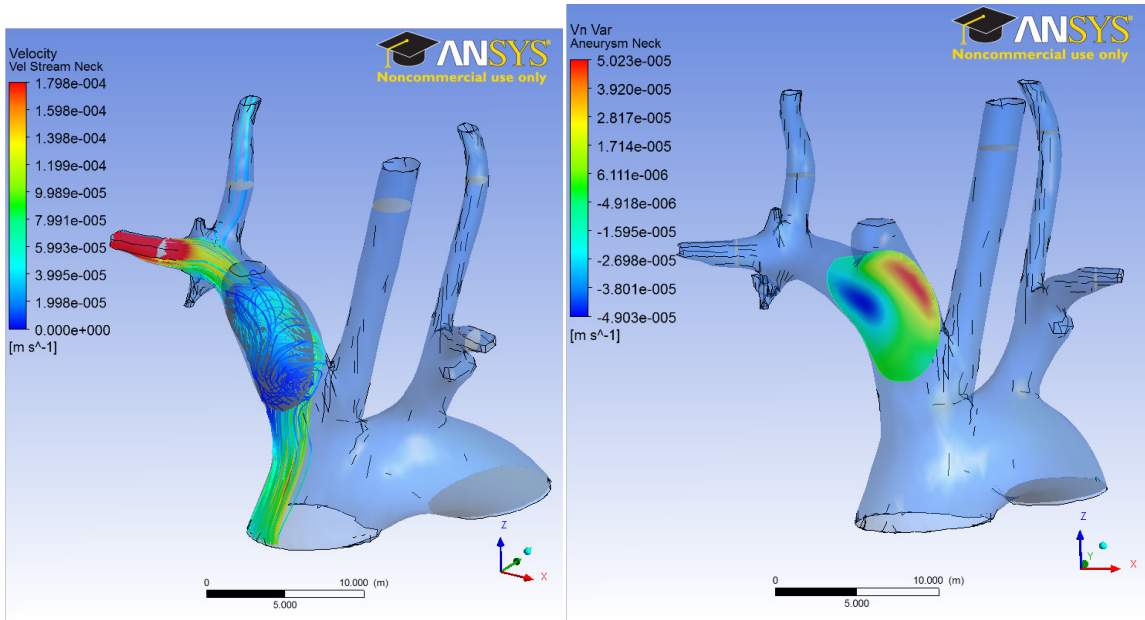 ANSYS
Noncommercial use only
Velocity
Vel Stream Neck
1.798e-004
1.598e-004
1.398e-004
1.199e-004
9.989e-005
7.991e-005
5.993e-005
3.995e-005
1.998e-005
0.000e+000
[m s^-1]
Z
X
0
10.000 (m)
5.000
ANSYS
Noncommercial use only
Vn Var
Aneurysm Neck
5.023e-005
3.920e-005
2.817e-005
1.714e-005
6.111e-006
-4.918e-006
-1.595e-005
-2.698e-005
-3.801e-005
-4.903e-005
[m s^-1]
Z
Y
X
0
10.000 (m)
5.000